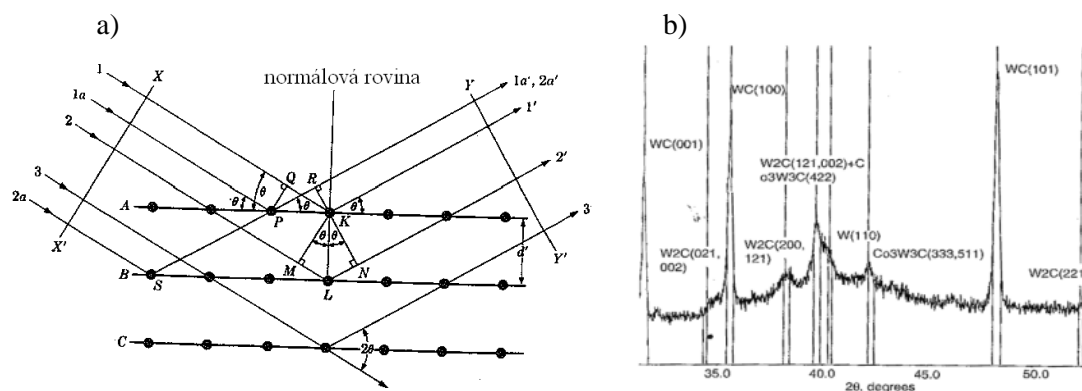 a)
b)
normálová rovina
1
X
Y
1a', 2a'
1'
1a
2
2'
3
3
2a
Q
R
θ
θ
θ
θ
A
P
K
X'
Y'
d'
θ
θ
M
N
B
S
L
C
2θ
WC(101)
WC(100)
WC(001)
W2C(121,002)+C
o3W3C(422)
W(110)
W2C(200,
121)
W2C(021,
002)
Co3W3C(333,511)
W2C(221
35.0
40.0
45.0
50.0
2θ, degrees